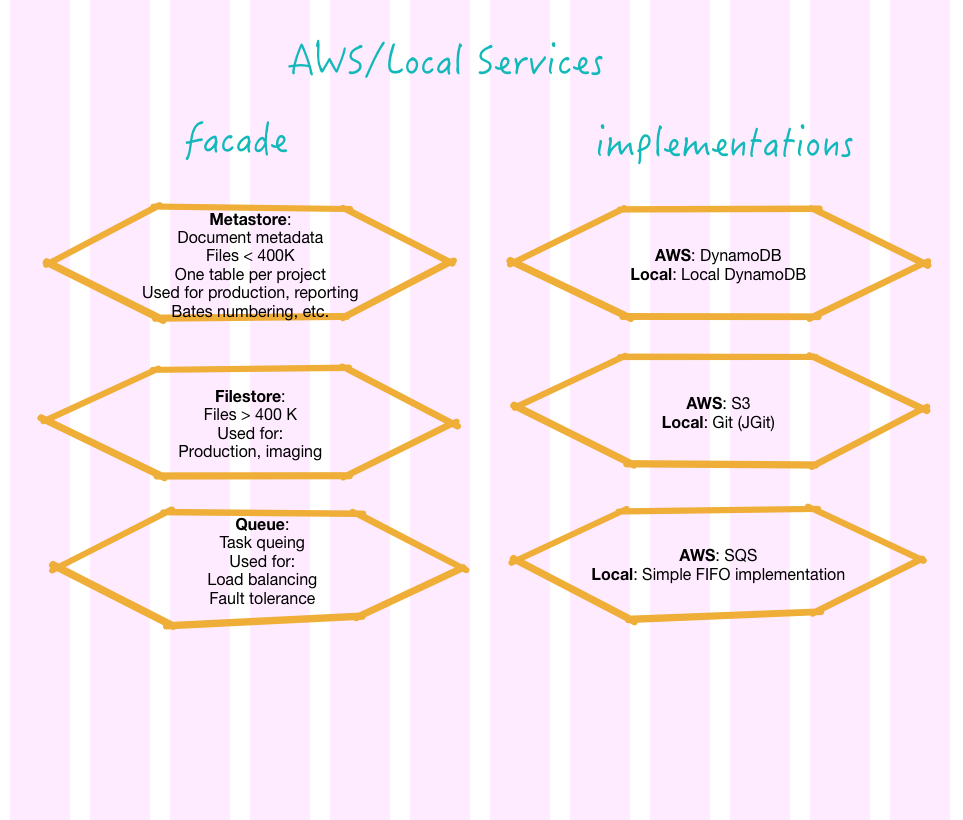 AWS/Local Services
facade
implementations
Metastore:
Document metadata
Files < 400K
One table per project
Used for production, reporting
Bates numbering, etc.
AWS: DynamoDB
Local: Local DynamoDB
Filestore:
Files > 400 K
Used for:
Production, imaging
AWS: S3
Local: Git (JGit)
Queue:
Task queing
Used for:
Load balancing
Fault tolerance
AWS: SQS
Local: Simple FIFO implementation